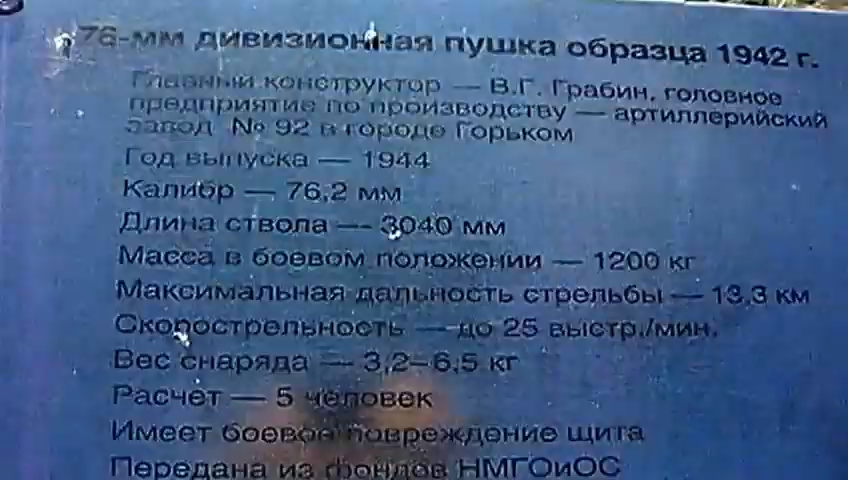 76-мм дивизионная пушка образца 1942 г.
Главный конструктор — В.Г. Грабин, головное
предприятие по производству — артиллерийский
завод № 92 в городе Горьком
Год выпуска — 1944
Калибр — 76,2 мм
Длина ствола — 3040 мм
Масса в боевом положении — 1200 кг
Максимальная дальность стрельбы — 13,3 км
Скорострельность — до 25 выстр./мин.
Вес снаряда — 3,2–6,5 кг
Расчет — 5 человек
Имеет боевое повреждение щита
Передана из фондов НМГОиОС